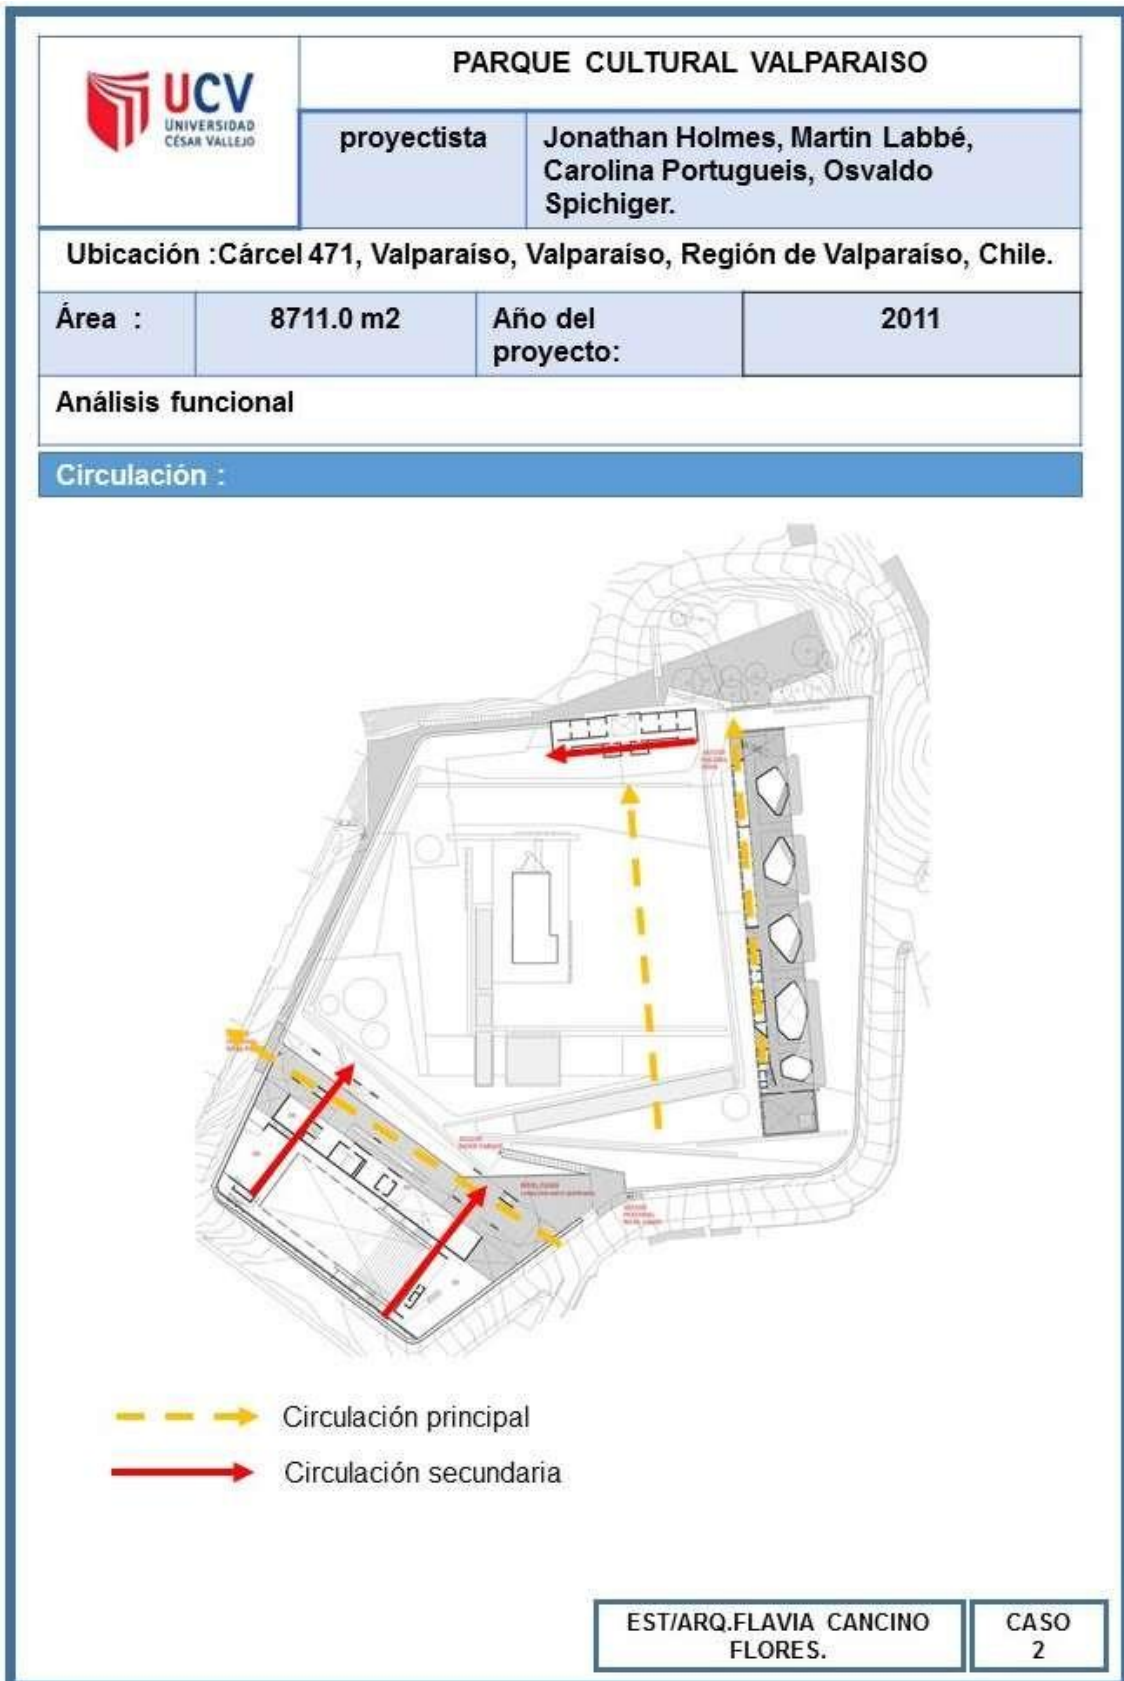 UCV
UNIVERSIDAD
CÉSAR VALLEJO
PARQUE CULTURAL VALPARAISO
proyectista
Jonathan Holmes, Martin Labbé,
Carolina Portugueis, Osvaldo
Spichiger.
Ubicación :Cárcel 471, Valparaíso, Valparaíso, Región de Valparaíso, Chile.
Área :
8711.0 m2
Año del
proyecto:
2011
Análisis funcional
Circulación :
Circulación principal
Circulación secundaria
EST/ARQ.FLAVIA CANCINO
FLORES.
CASO
2